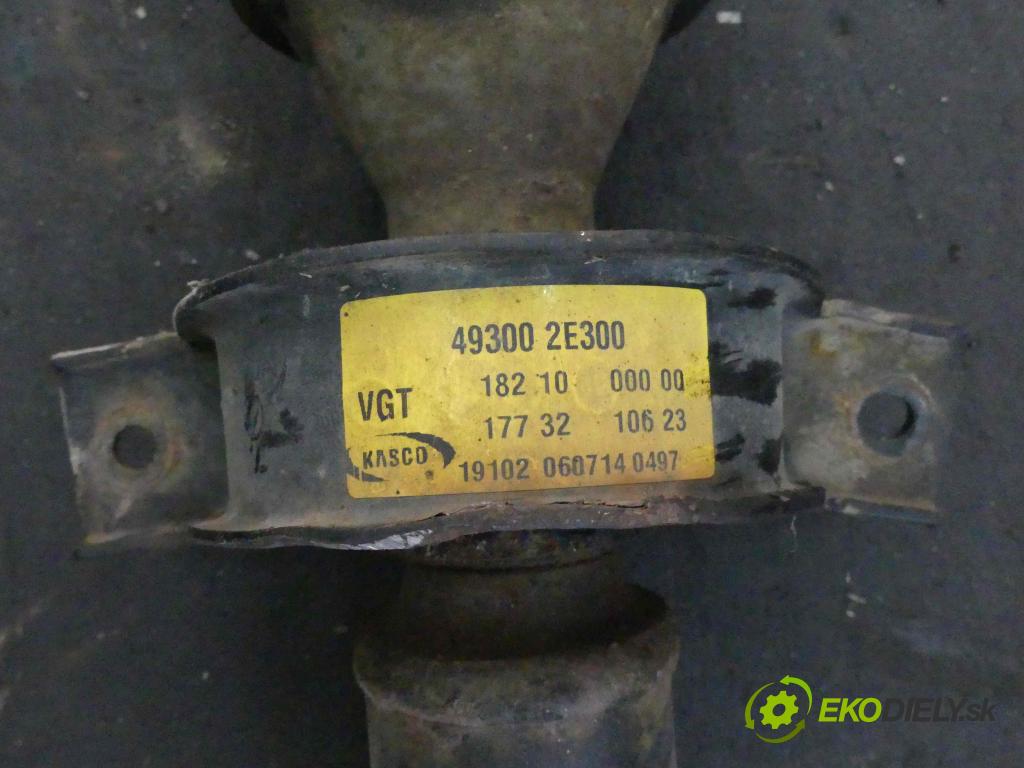 49300 2E300
VGT 182 10 000 00
177 32 106 23
KASCO 19102 060714 0497
EKODIELY.sk